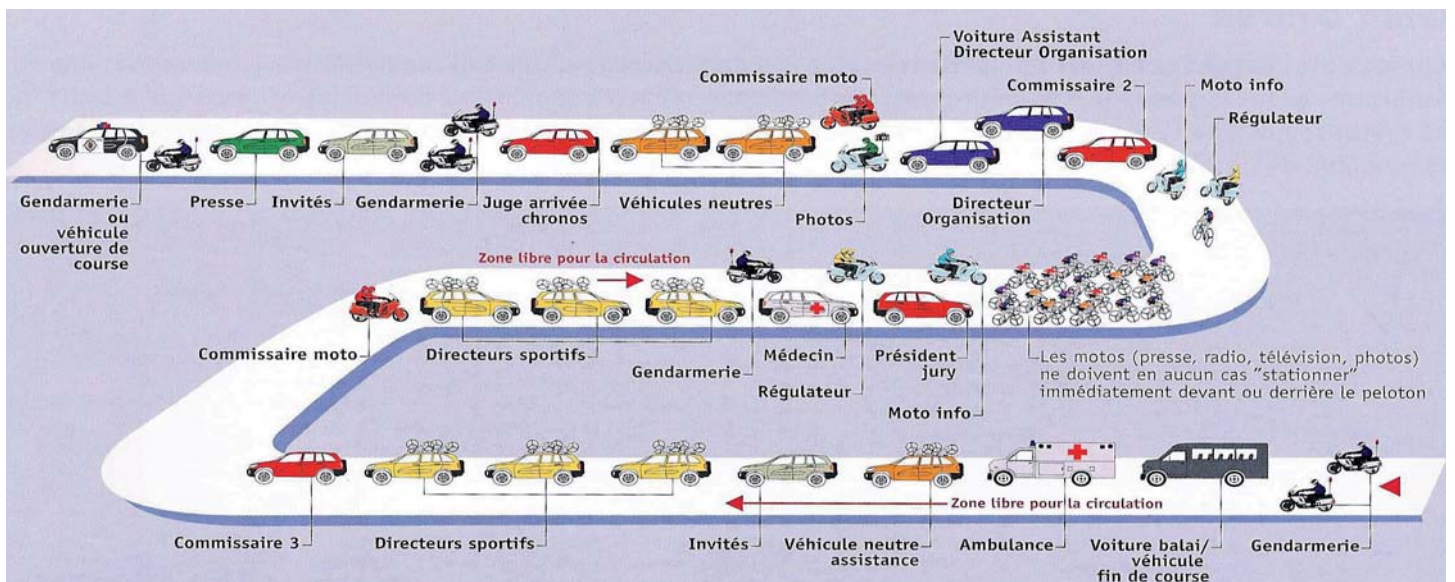 Voiture Assistant
Directeur Organisation
Commissaire moto
Commissaire 2
Moto info
Régulateur
Gendarmerie
ou
véhicule
ouverture de
course
Presse
Invités
Gendarmerie
Juge arrivée
chronos
Véhicules neutres
Photos
Directeur
Organisation
Zone libre pour la circulation
Commissaire moto
Directeurs sportifs
Gendarmerie
Médecin
Régulateur
Président
jury
Moto info
Les motos (presse, radio, télévision, photos)
ne doivent en aucun cas "stationner"
immédiatement devant ou derrière le peloton
Zone libre pour la circulation
Commissaire 3
Directeurs sportifs
Invités
Véhicule neutre
assistance
Ambulance
Voiture balai/
véhicule
fin de course
Gendarmerie